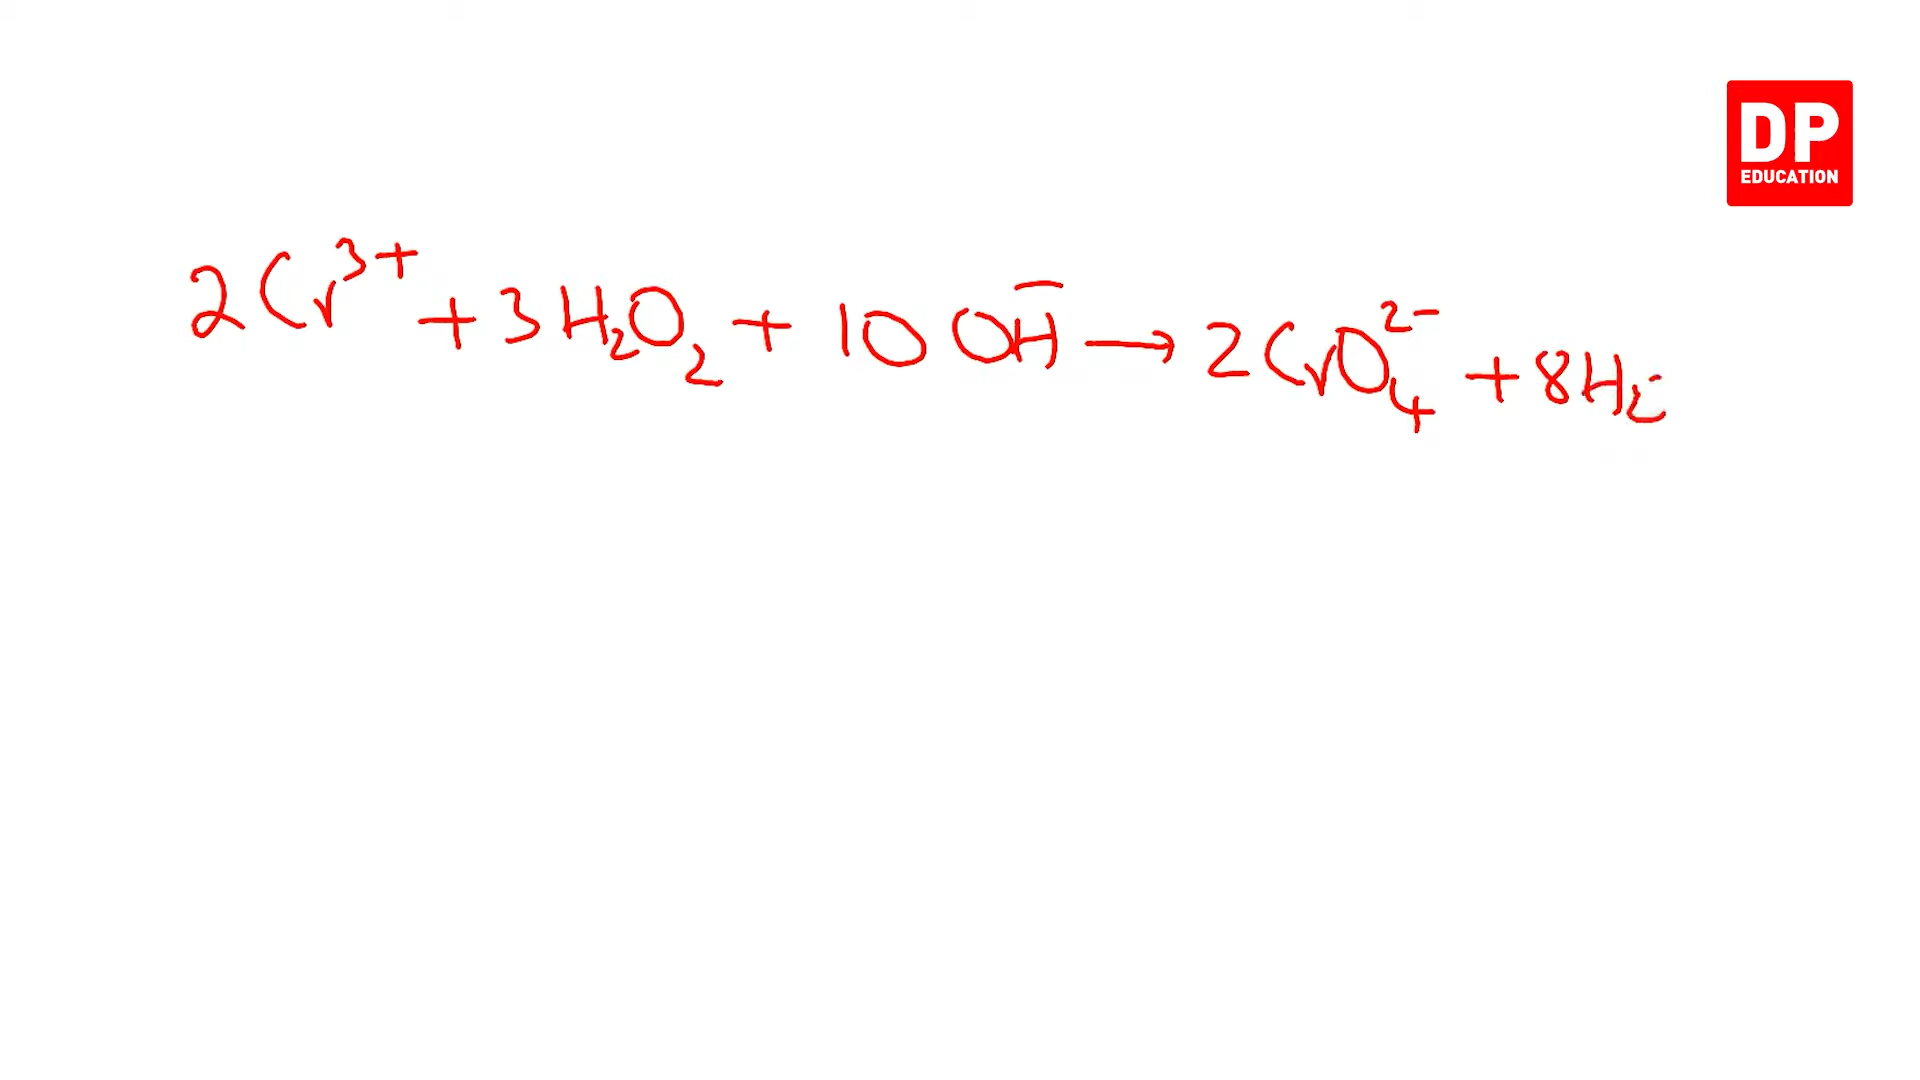 DP
EDUCATION
2Cr³⁺ + 3H₂O₂ + 10OH⁻ → 2CrO₄²⁻ + 8H₂